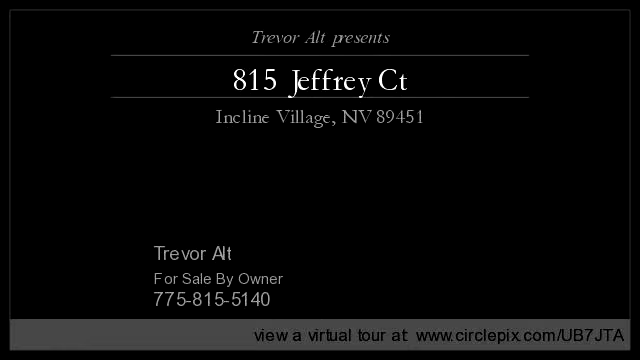 Trevor Alt presents
815 Jeffrey Ct
Incline Village, NV 89451
Trevor Alt
For Sale By Owner
775-815-5140
view a virtual tour at: www.circlepix.com/UB7JTA